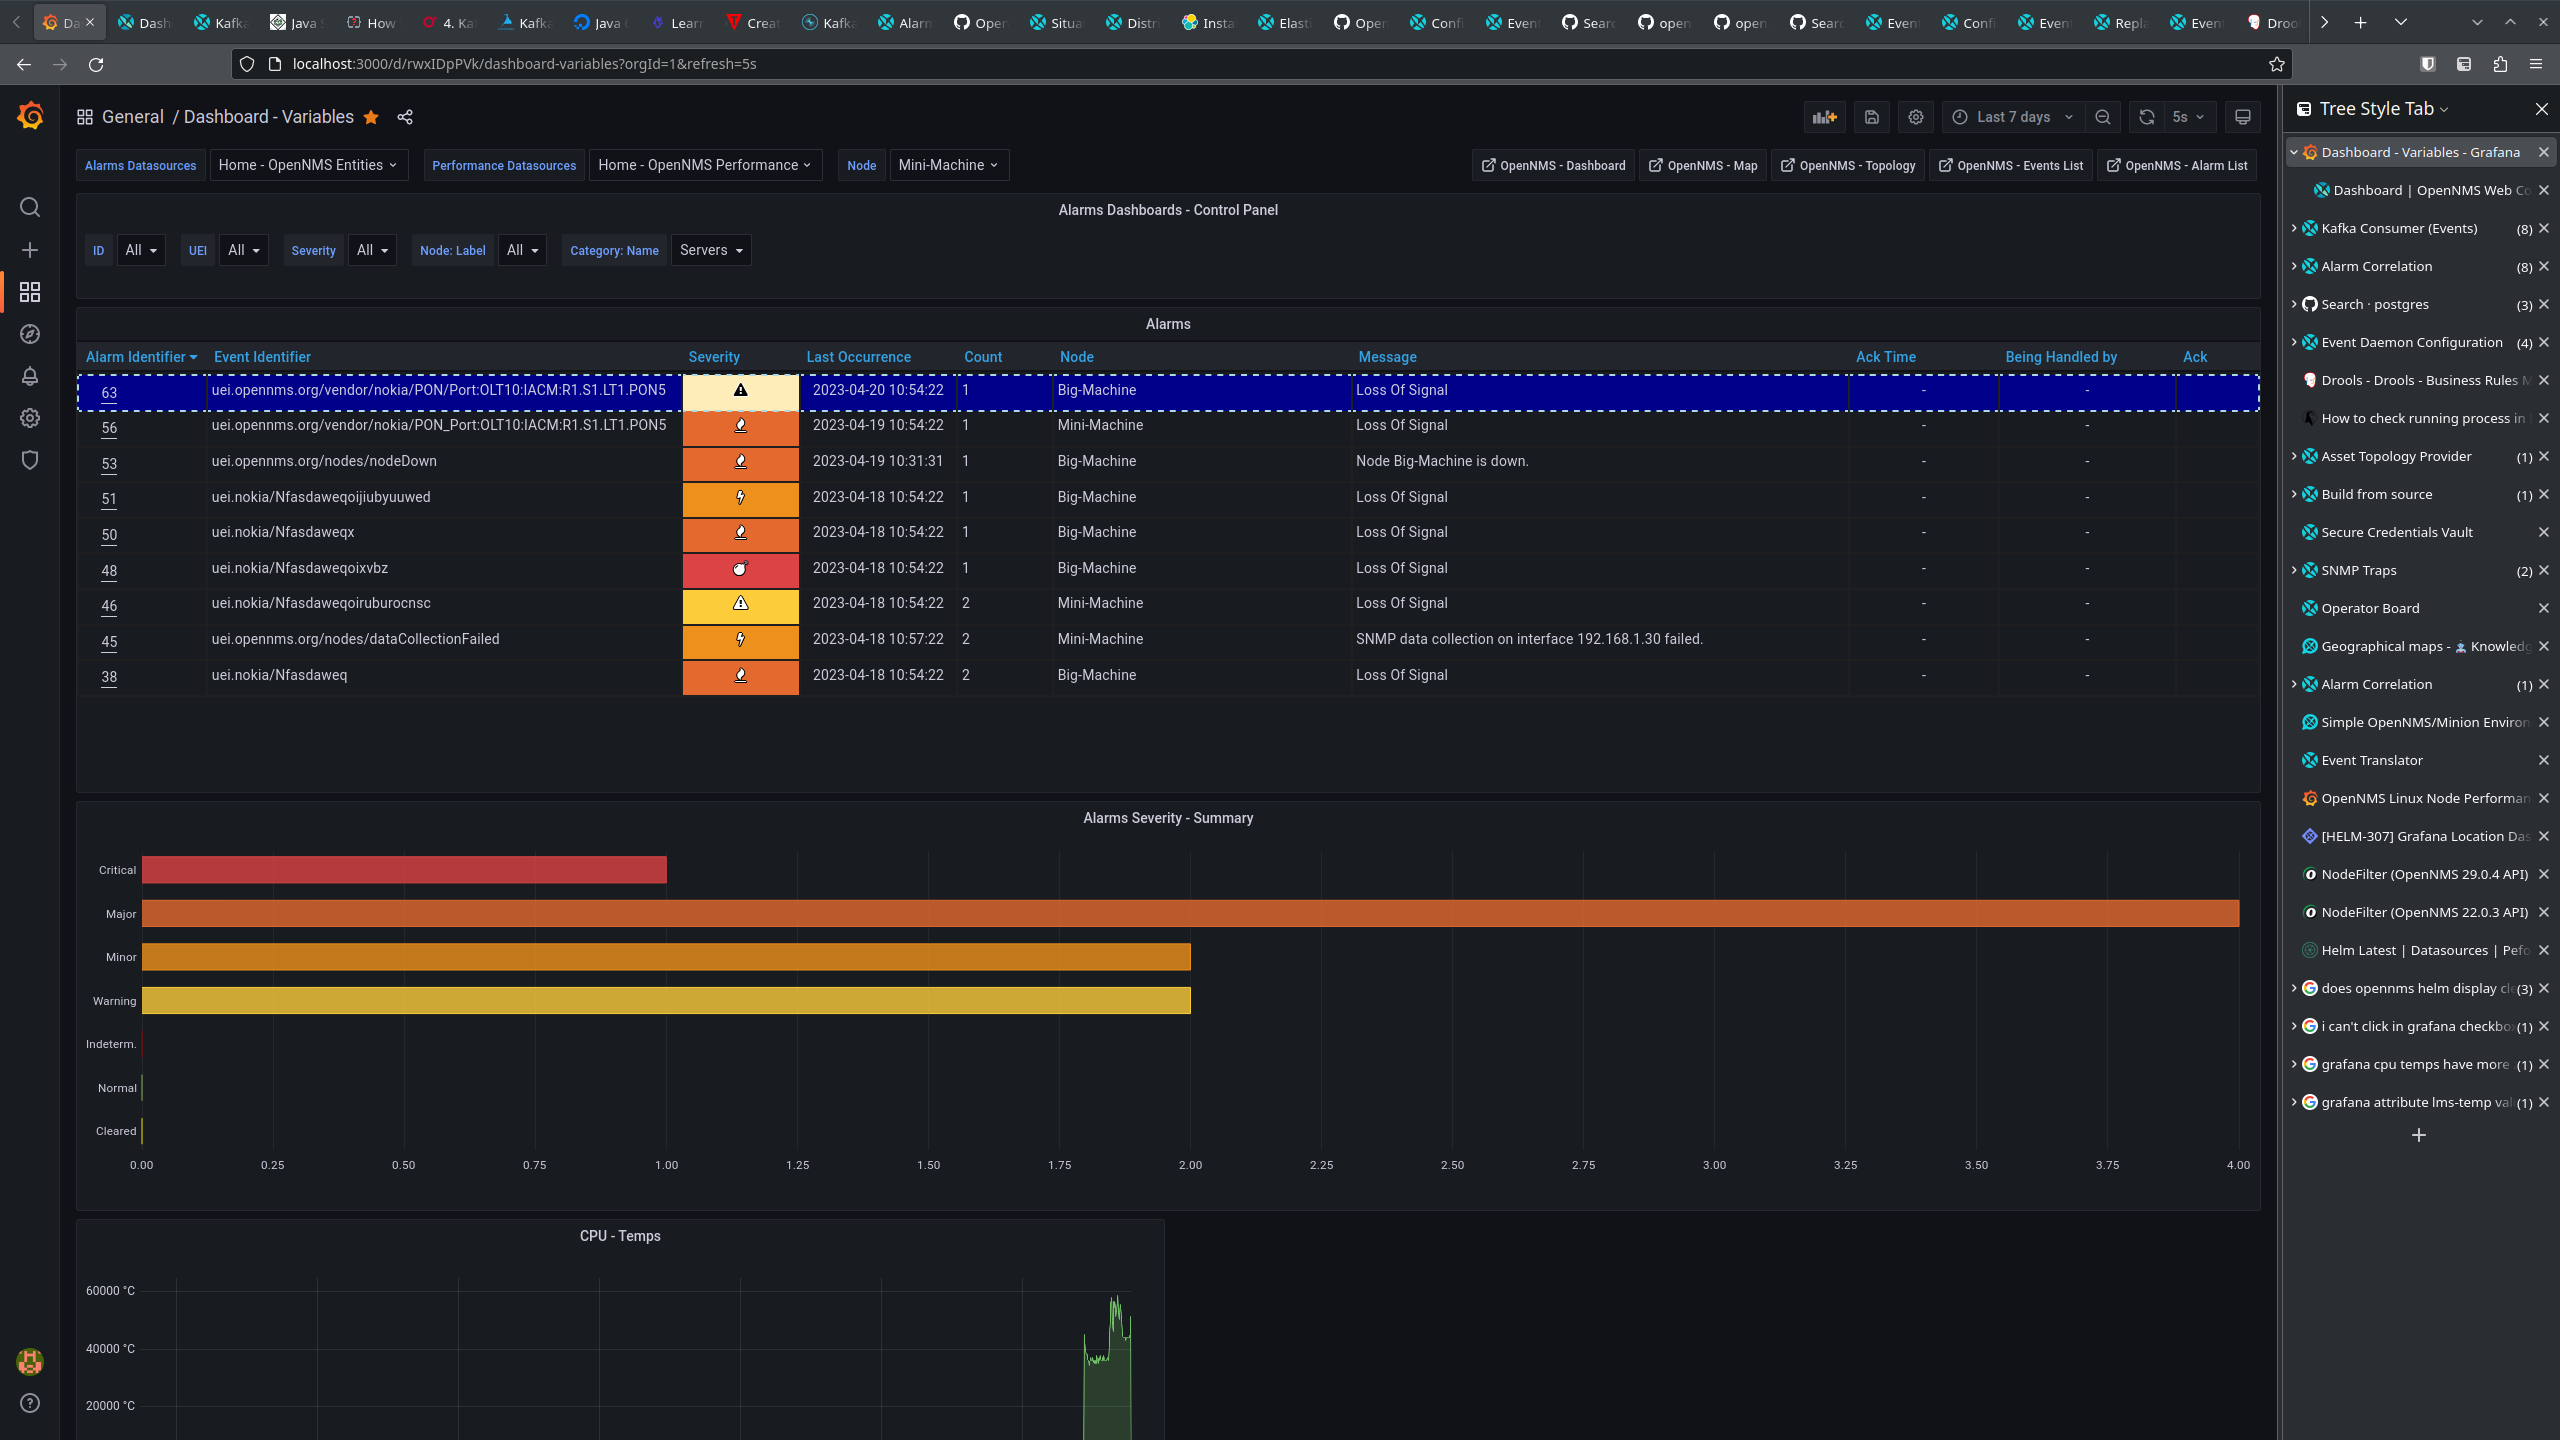 Da
Dash
Kafka
Java S
How
4. Ka
Kafka
Java C
Learn
Creat
Kafka
Alarm
Open
Situa
Distri
Insta
Elasti
Open
Confi
Event
Searc
open
open
Searc
Event
Confi
Event
Repla
Event
Drool
localhost:3000/d/rwxIDpPVk/dashboard-variables?orgId=1&refresh=5s
General / Dashboard - Variables
Last 7 days
5s
Alarms Datasources Home - OpenNMS Entities Performance Datasources Home - OpenNMS Performance Node Mini-Machine
OpenNMS - Dashboard OpenNMS - Map OpenNMS - Topology OpenNMS - Events List OpenNMS - Alarm List
Alarms Dashboards - Control Panel
ID All UEI All Severity All Node: Label All Category: Name Servers
Alarms
Alarm Identifier Event Identifier Severity Last Occurrence Count Node Message Ack Time Being Handled by Ack
63 uei.opennms.org/vendor/nokia/PON/Port:OLT10:IACM:R1.S1.LT1.PON5 2023-04-20 10:54:22 1 Big-Machine Loss Of Signal - -
56 uei.opennms.org/vendor/nokia/PON_Port:OLT10:IACM:R1.S1.LT1.PON5 2023-04-19 10:54:22 1 Mini-Machine Loss Of Signal - -
53 uei.opennms.org/nodes/nodeDown 2023-04-19 10:31:31 1 Big-Machine Node Big-Machine is down. - -
51 uei.nokia/Nfasdaweqoijiubyuuwed 2023-04-18 10:54:22 1 Big-Machine Loss Of Signal - -
50 uei.nokia/Nfasdaweqx 2023-04-18 10:54:22 1 Big-Machine Loss Of Signal - -
48 uei.nokia/Nfasdaweqoixvbz 2023-04-18 10:54:22 1 Big-Machine Loss Of Signal - -
46 uei.nokia/Nfasdaweqoiruburocnsc 2023-04-18 10:54:22 2 Mini-Machine Loss Of Signal - -
45 uei.opennms.org/nodes/dataCollectionFailed 2023-04-18 10:57:22 2 Mini-Machine SNMP data collection on interface 192.168.1.30 failed. - -
38 uei.nokia/Nfasdaweq 2023-04-18 10:54:22 2 Big-Machine Loss Of Signal - -
Alarms Severity - Summary
Critical
Major
Minor
Warning
Indeterm.
Normal
Cleared
0.00 0.25 0.50 0.75 1.00 1.25 1.50 1.75 2.00 2.25 2.50 2.75 3.00 3.25 3.50 3.75 4.00
CPU - Temps
60000 °C
40000 °C
20000 °C
Tree Style Tab
Dashboard - Variables - Grafana
Dashboard | OpenNMS Web Co
Kafka Consumer (Events) (8)
Alarm Correlation (8)
Search · postgres (3)
Event Daemon Configuration (4)
Drools - Drools - Business Rules M
How to check running process in
Asset Topology Provider (1)
Build from source (1)
Secure Credentials Vault
SNMP Traps (2)
Operator Board
Geographical maps - Knowledg
Alarm Correlation (1)
Simple OpenNMS/Minion Environ
Event Translator
OpenNMS Linux Node Performan
[HELM-307] Grafana Location Das
NodeFilter (OpenNMS 29.0.4 API)
NodeFilter (OpenNMS 22.0.3 API)
Helm Latest | Datasources | Pefo
does opennms helm display cle (3)
i can't click in grafana checkbo (1)
grafana cpu temps have more (1)
grafana attribute lms-temp val (1)